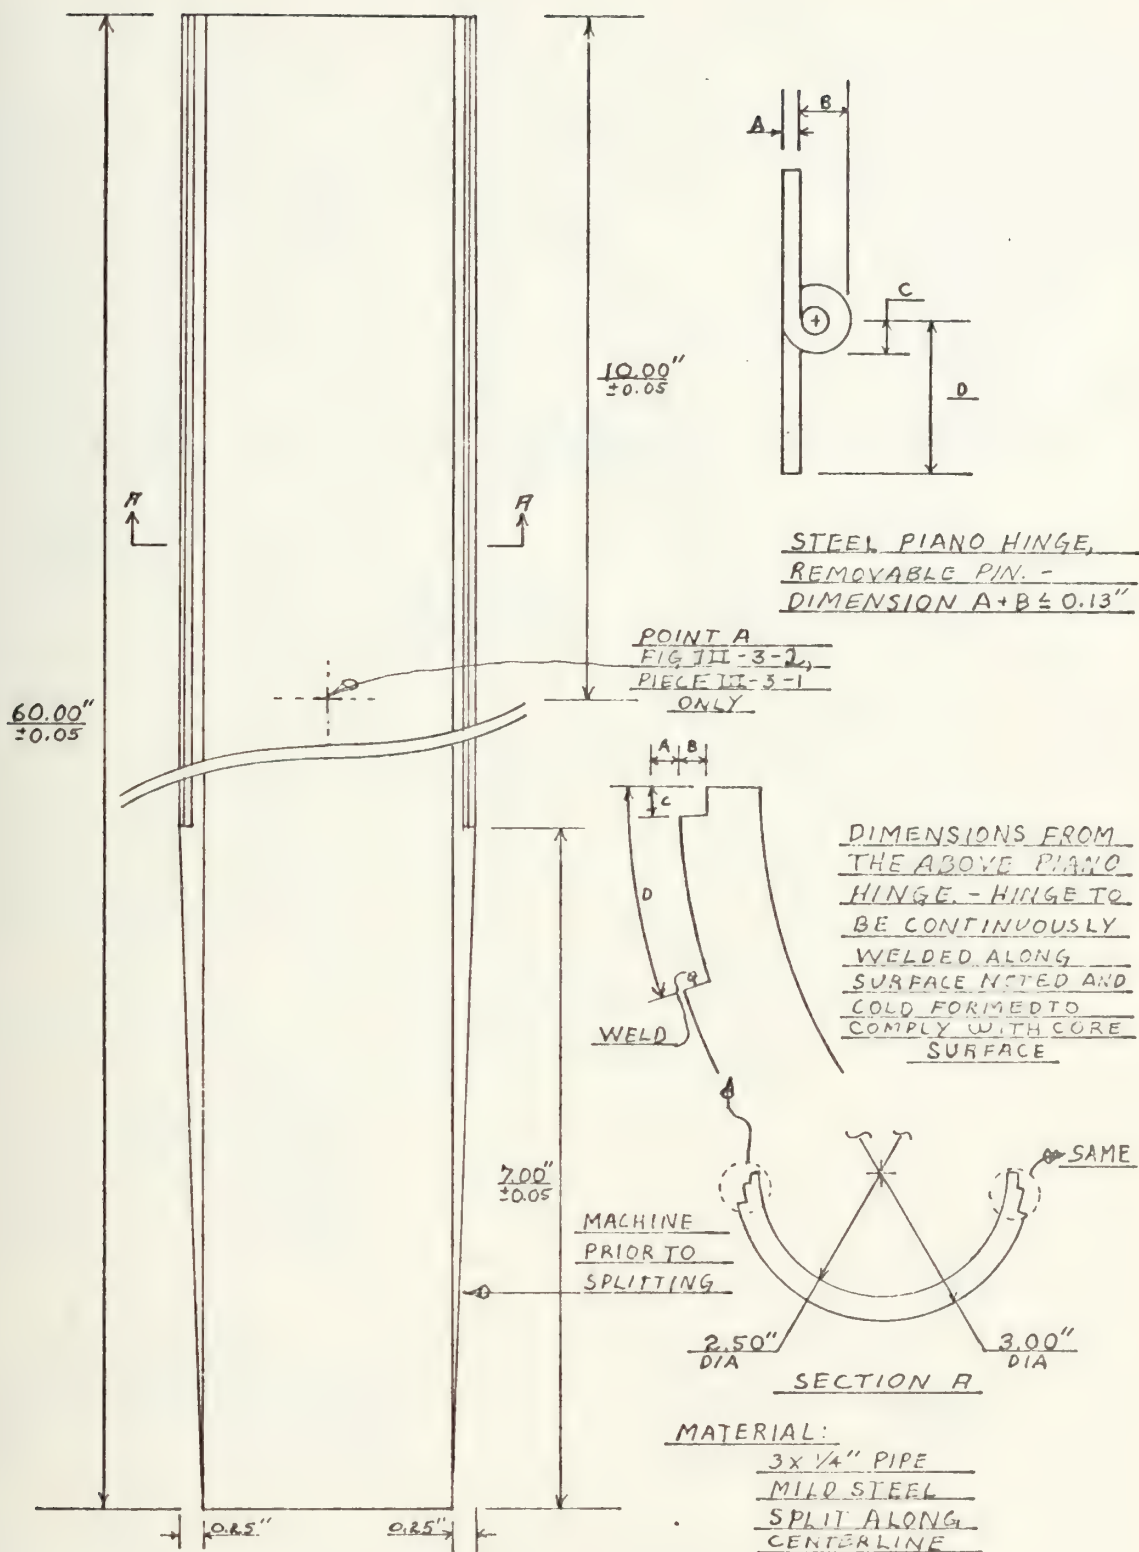 10.00"
±0.05
A
B
C
D
STEEL PIANO HINGE,
REMOVABLE PIN. -
DIMENSION A+B ≤ 0.13"
A
A
POINT A
FIG III-3-2,
PIECE III-3-1
ONLY
60.00"
±0.05
A
B
C
D
WELD
DIMENSIONS FROM
THE ABOVE PIANO
HINGE. - HINGE TO
BE CONTINUOUSLY
WELDED ALONG
SURFACE NOTED AND
COLD FORMED TO
COMPLY WITH CORE
SURFACE
SAME
7.00"
±0.05
MACHINE
PRIOR TO
SPLITTING
2.50"
DIA
3.00"
DIA
SECTION A
MATERIAL:
3 x 1/4" PIPE
MILD STEEL
SPLIT ALONG
CENTERLINE
0.25"
0.25"